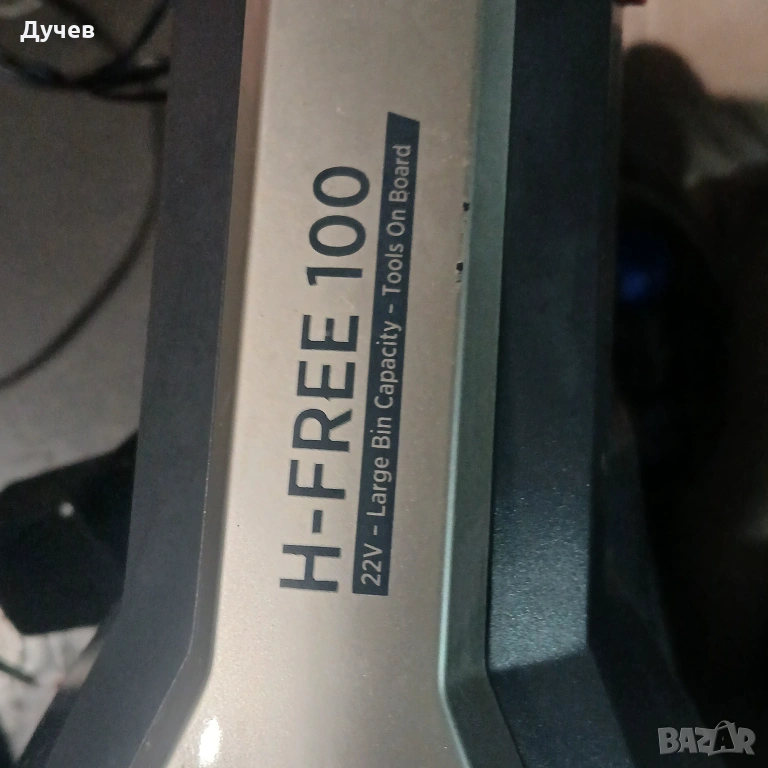 Дучев
H-FREE 100
22V - Large Bin Capacity - Tools On Board
BAZAR